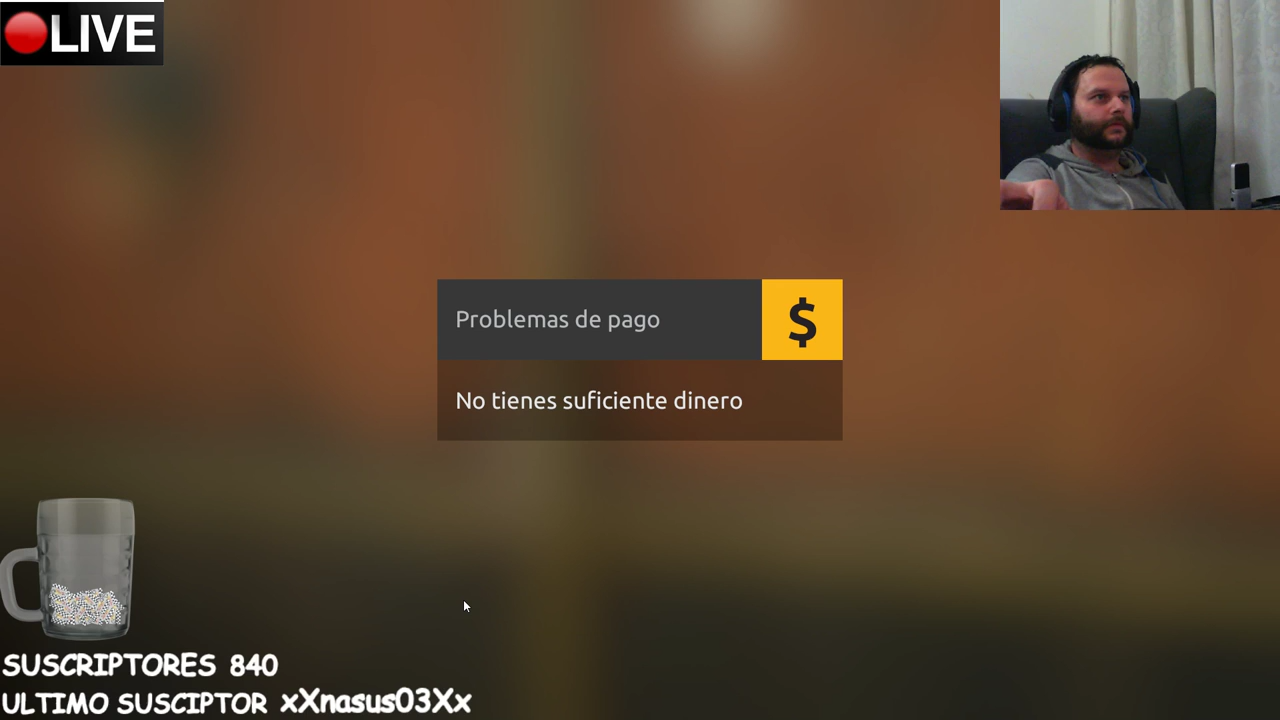 LIVE
Problemas de pago
$
No tienes suficiente dinero
SUSCRIPTORES 840
ULTIMO SUSCIPTOR xXnasus03Xx